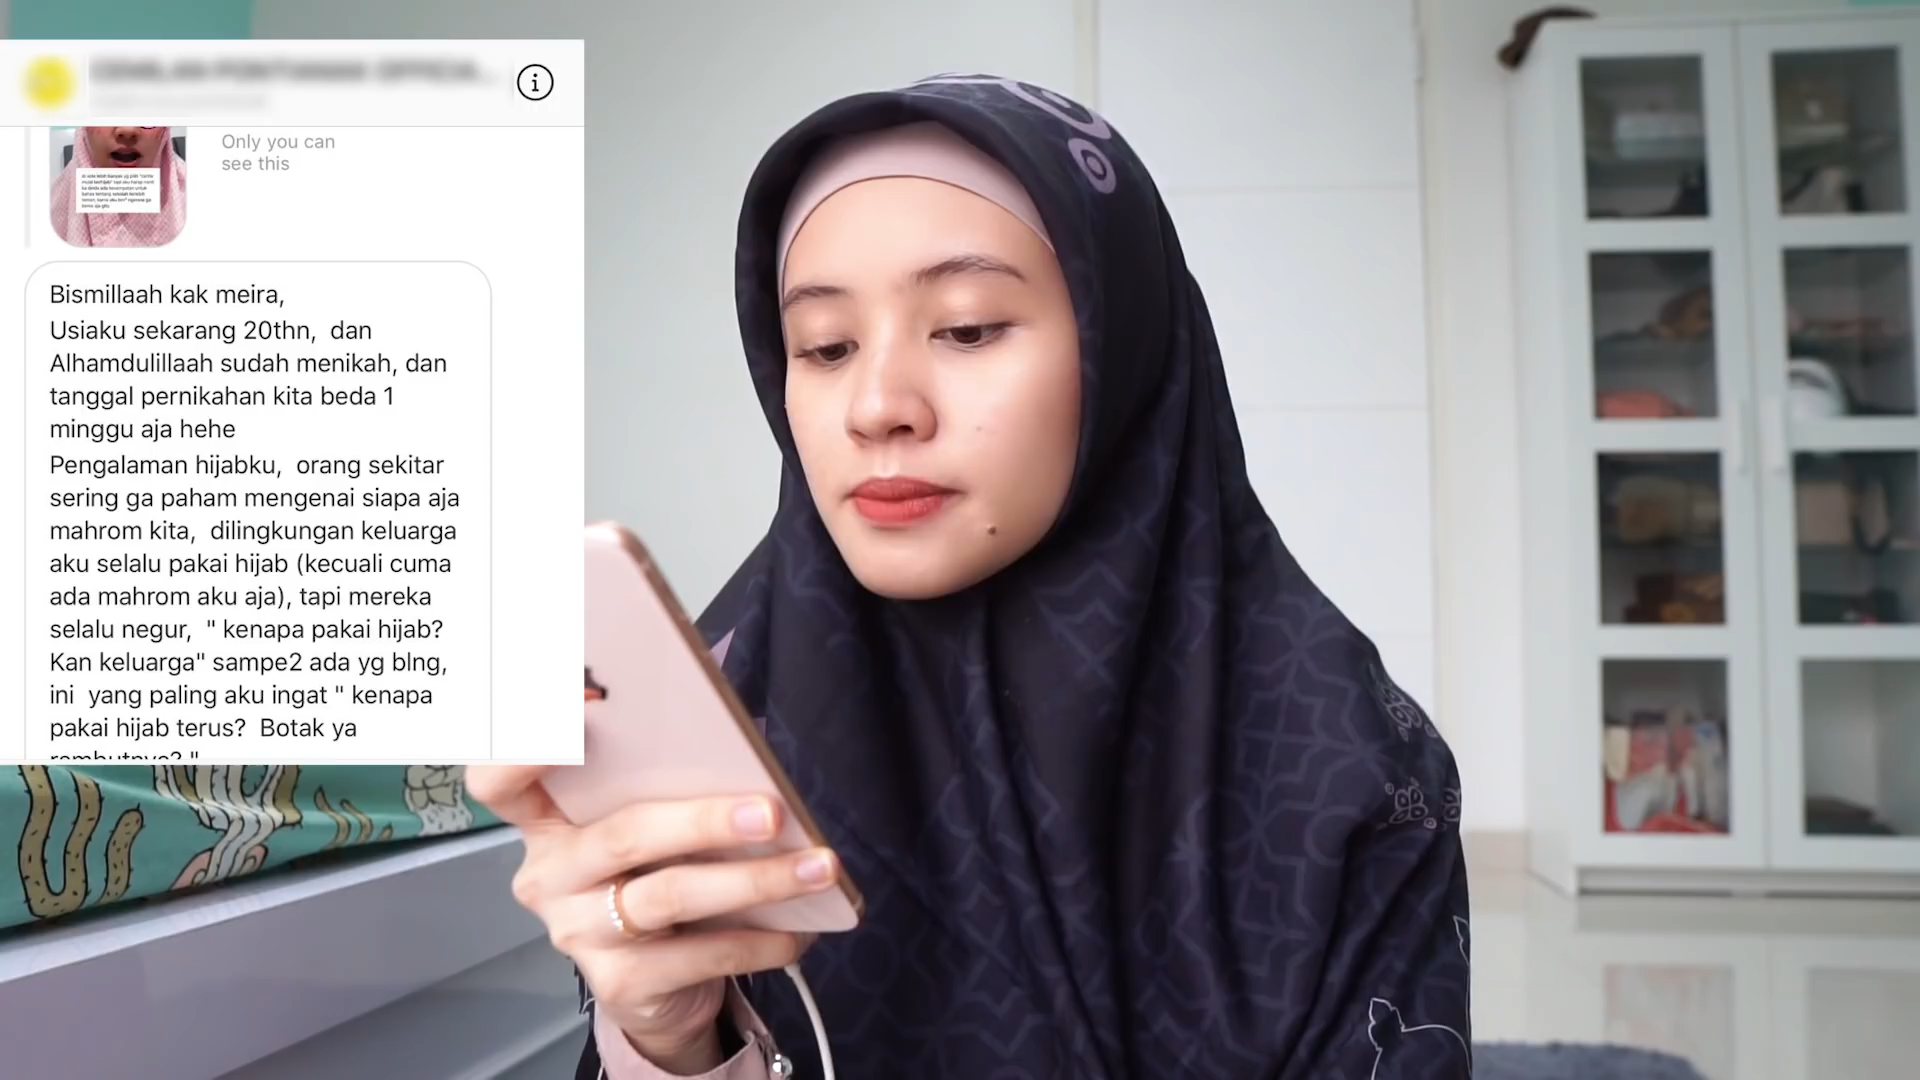 Only you can
see this
Bismillaah kak meira,
Usiaku sekarang 20thn, dan
Alhamdulillaah sudah menikah, dan
tanggal pernikahan kita beda 1
minggu aja hehe
Pengalaman hijabku, orang sekitar
sering ga paham mengenai siapa aja
mahrom kita, dilingkungan keluarga
aku selalu pakai hijab (kecuali cuma
ada mahrom aku aja), tapi mereka
selalu negur, " kenapa pakai hijab?
Kan keluarga" sampe2 ada yg blng,
ini yang paling aku ingat " kenapa
pakai hijab terus? Botak ya